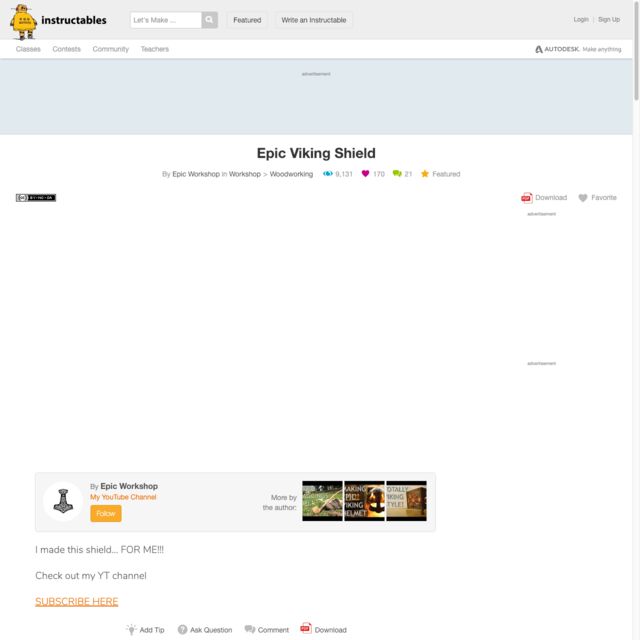 instructables
Let's Make ...
Featured
Write an Instructable
Login | Sign Up
Classes
Contests
Community
Teachers
AUTODESK. Make anything.
advertisement
Epic Viking Shield
By Epic Workshop in Workshop > Woodworking 9,131 170 21 Featured
BY-NC-SA
Download
Favorite
advertisement
advertisement
By Epic Workshop
My YouTube Channel
Follow
More by
the author:
MAKING
VIKING
HELMET
TOTALLY
VIKING
STYLE!
I made this shield... FOR ME!!!
Check out my YT channel
SUBSCRIBE HERE
Add Tip
Ask Question
Comment
Download